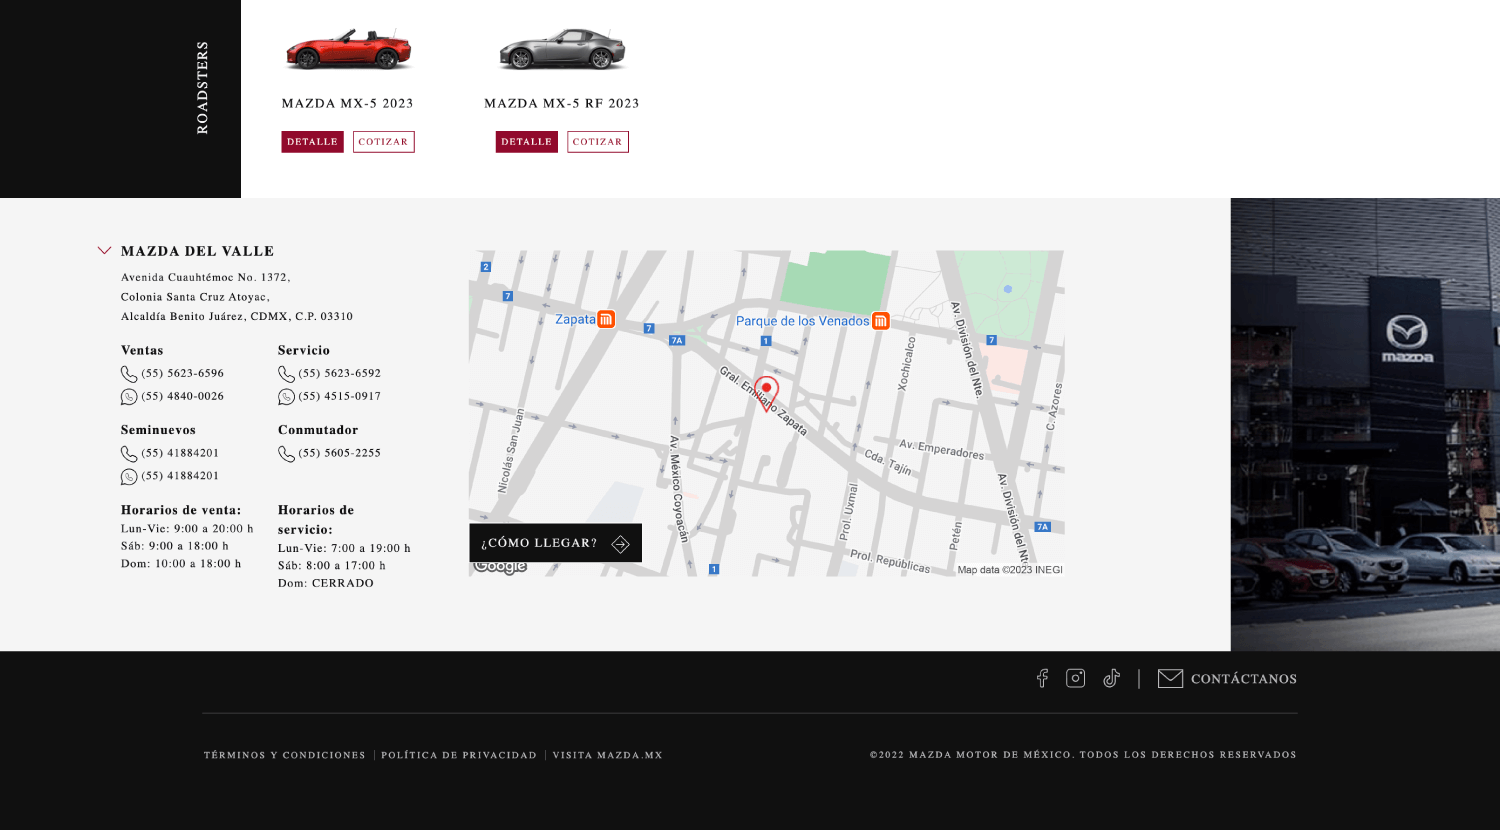 ROADSTERS
MAZDA MX-5 2023
DETALLE
COTIZAR
MAZDA MX-5 RF 2023
DETALLE
COTIZAR
MAZDA DEL VALLE
Avenida Cuauhtémoc No. 1372,
Colonia Santa Cruz Atoyac,
Alcaldía Benito Juárez, CDMX, C.P. 03310
Ventas
(55) 5623-6596
(55) 4840-0026
Servicio
(55) 5623-6592
(55) 4515-0917
Seminuevos
(55) 41884201
(55) 41884201
Conmutador
(55) 5605-2255
Horarios de venta:
Lun-Vie: 9:00 a 20:00 h
Sáb: 9:00 a 18:00 h
Dom: 10:00 a 18:00 h
Horarios de
servicio:
Lun-Vie: 7:00 a 19:00 h
Sáb: 8:00 a 17:00 h
Dom: CERRADO
2
7
Zapata
7
7A
Parque de los Venados
1
7
Av. División del Nte.
Xochicalco
C. Azores
Gral. Emiliano Zapata
Nicolás San Juan
Av. México Coyoacán
Av. Emperadores
Cda. Tajín
Prol. Uxmal
Petén
Av. División del Nte.
7A
Prol. Repúblicas
1
¿CÓMO LLEGAR?
Google
Map data ©2023 INEGI
mazda
CONTÁCTANOS
TÉRMINOS Y CONDICIONES
POLÍTICA DE PRIVACIDAD
VISITA MAZDA.MX
©2022 MAZDA MOTOR DE MÉXICO. TODOS LOS DERECHOS RESERVADOS